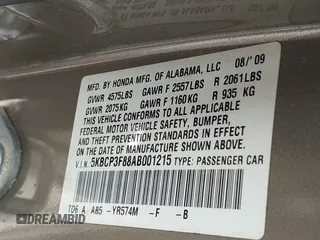 MFD. BY HONDA MFG. OF ALABAMA, LLC 08/'09
GVWR 4575LBS GAWR F 2557LBS R 2061LBS
GVWR 2075KG GAWR F 1160KG R 935 KG
THIS VEHICLE CONFORMS TO ALL APPLICABLE
FEDERAL MOTOR VEHICLE SAFETY, BUMPER,
AND THEFT PREVENTION STANDARDS IN EFFECT
ON THE DATE OF MANUFACTURE SHOWN ABOVE.
V.I.N: 5KBCP3F88AB001215 TYPE: PASSENGER CAR
TD6 A AB5 -YR574M -F -B
DREAMBID